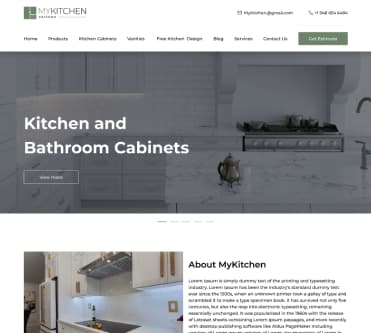 MYKITCHEN
ARIZONA
Mykitchen@gmail.com
Home Products Kitchen Cabinets Vanities Free Kitchen Design Blog Services Contact Us Get Estimate
Kitchen and
Bathroom Cabinets
View more
About MyKitchen
Lorem Ipsum is simply dummy text of the printing and typesetting
industry. Lorem Ipsum has been the industry's standard dummy text
ever since the 1500s, when an unknown printer took a galley of type and
scrambled it to make a type specimen book. It has survived not only five
centuries, but also the leap into electronic typesetting, remaining
essentially unchanged. It was popularised in the 1960s with the release
of Letraset sheets containing Lorem Ipsum passages, and more recently
with desktop publishing software like Aldus PageMaker including